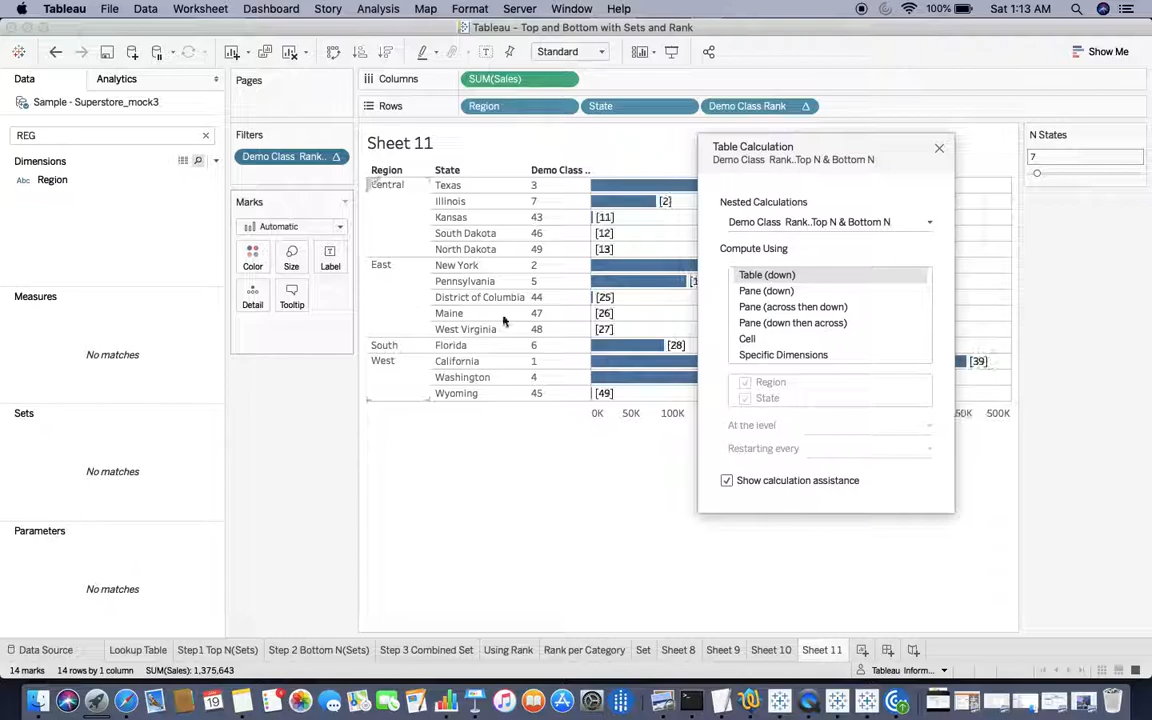 Tableau File Data Worksheet Dashboard Story Analysis Map Format Server Window Help 100% Sat 1:13 AM
Tableau - Top and Bottom with Sets and Rank
Standard Show Me
Data Analytics
Pages
Columns SUM(Sales)
Sample - Superstore_mock3
Rows Region State Demo Class Rank
REG
Filters
Demo Class Rank..
Dimensions
Abc Region
Marks
Automatic
Color Size Label
Detail Tooltip
Measures
No matches
Sets
No matches
Parameters
No matches
Sheet 11
Region State Demo Class ..
Central Texas 3
Illinois 7 [2]
Kansas 43 [11]
South Dakota 46 [12]
North Dakota 49 [13]
East New York 2
Pennsylvania 5
District of Columbia 44 [25]
Maine 47 [26]
West Virginia 48 [27]
South Florida 6 [28]
West California 1 [39]
Washington 4
Wyoming 45 [49]
0K 50K 100K 500K
Table Calculation
Demo Class Rank..Top N & Bottom N
Nested Calculations
Demo Class Rank..Top N & Bottom N
Compute Using
Table (down)
Pane (down)
Pane (across then down)
Pane (down then across)
Cell
Specific Dimensions
Region
State
At the level
Restarting every
Show calculation assistance
N States
7
Data Source Lookup Table Step1 Top N(Sets) Step 2 Bottom N(Sets) Step 3 Combined Set Using Rank Rank per Category Set Sheet 8 Sheet 9 Sheet 10 Sheet 11
14 marks 14 rows by 1 column SUM(Sales): 1,375,643 Tableau Infor...